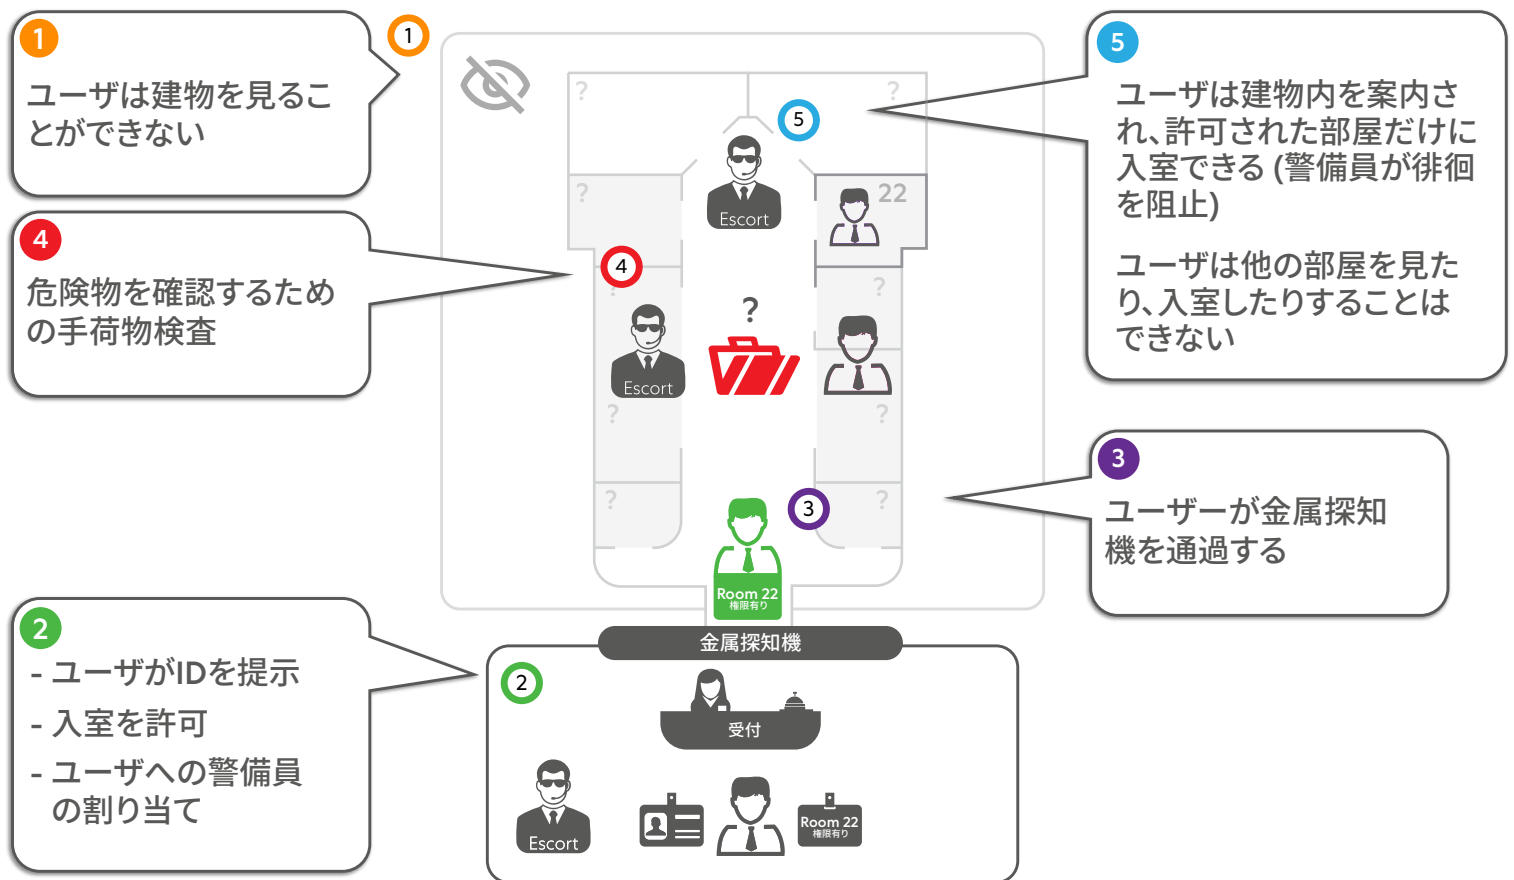 1
ユーザは建物を見るこ
とができない
1
4
危険物を確認するため
の手荷物検査
2
- ユーザがIDを提示
- 入室を許可
- ユーザへの警備員
の割り当て
?
?
5
Escort
?
22
4
?
Escort
?
?
?
?
?
?
3
Room 22
権限有り
金属探知機
2
受付
Escort
Room 22
権限有り
5
ユーザは建物内を案内さ
れ、許可された部屋だけに
入室できる (警備員が徘徊
を阻止)
ユーザは他の部屋を見た
り、入室したりすることは
できない
3
ユーザーが金属探知
機を通過する